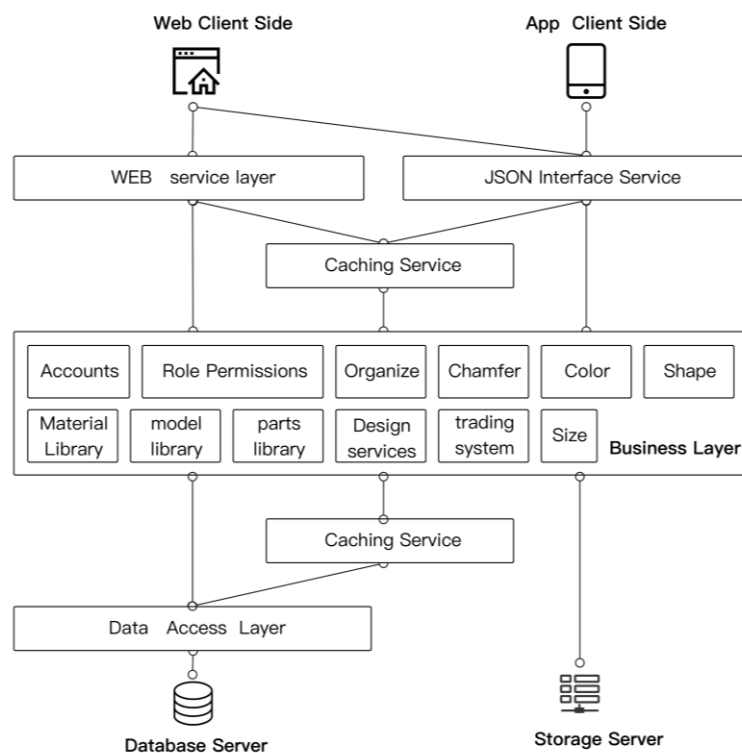 Web Client Side
App Client Side
WEB service layer
JSON Interface Service
Caching Service
Accounts
Role Permissions
Organize
Chamfer
Color
Shape
Material
Library
model
library
parts
library
Design
services
trading
system
Size
Business Layer
Caching Service
Data Access Layer
Database Server
Storage Server